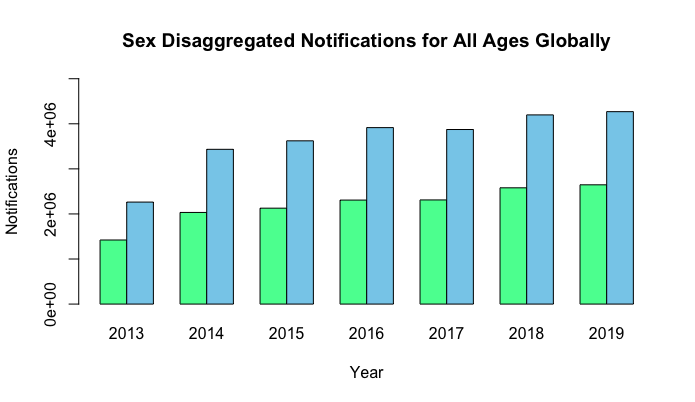 Sex Disaggregated Notifications for All Ages Globally
Notifications
4e+06
2e+06
0e+00
2013 2014 2015 2016 2017 2018 2019
Year